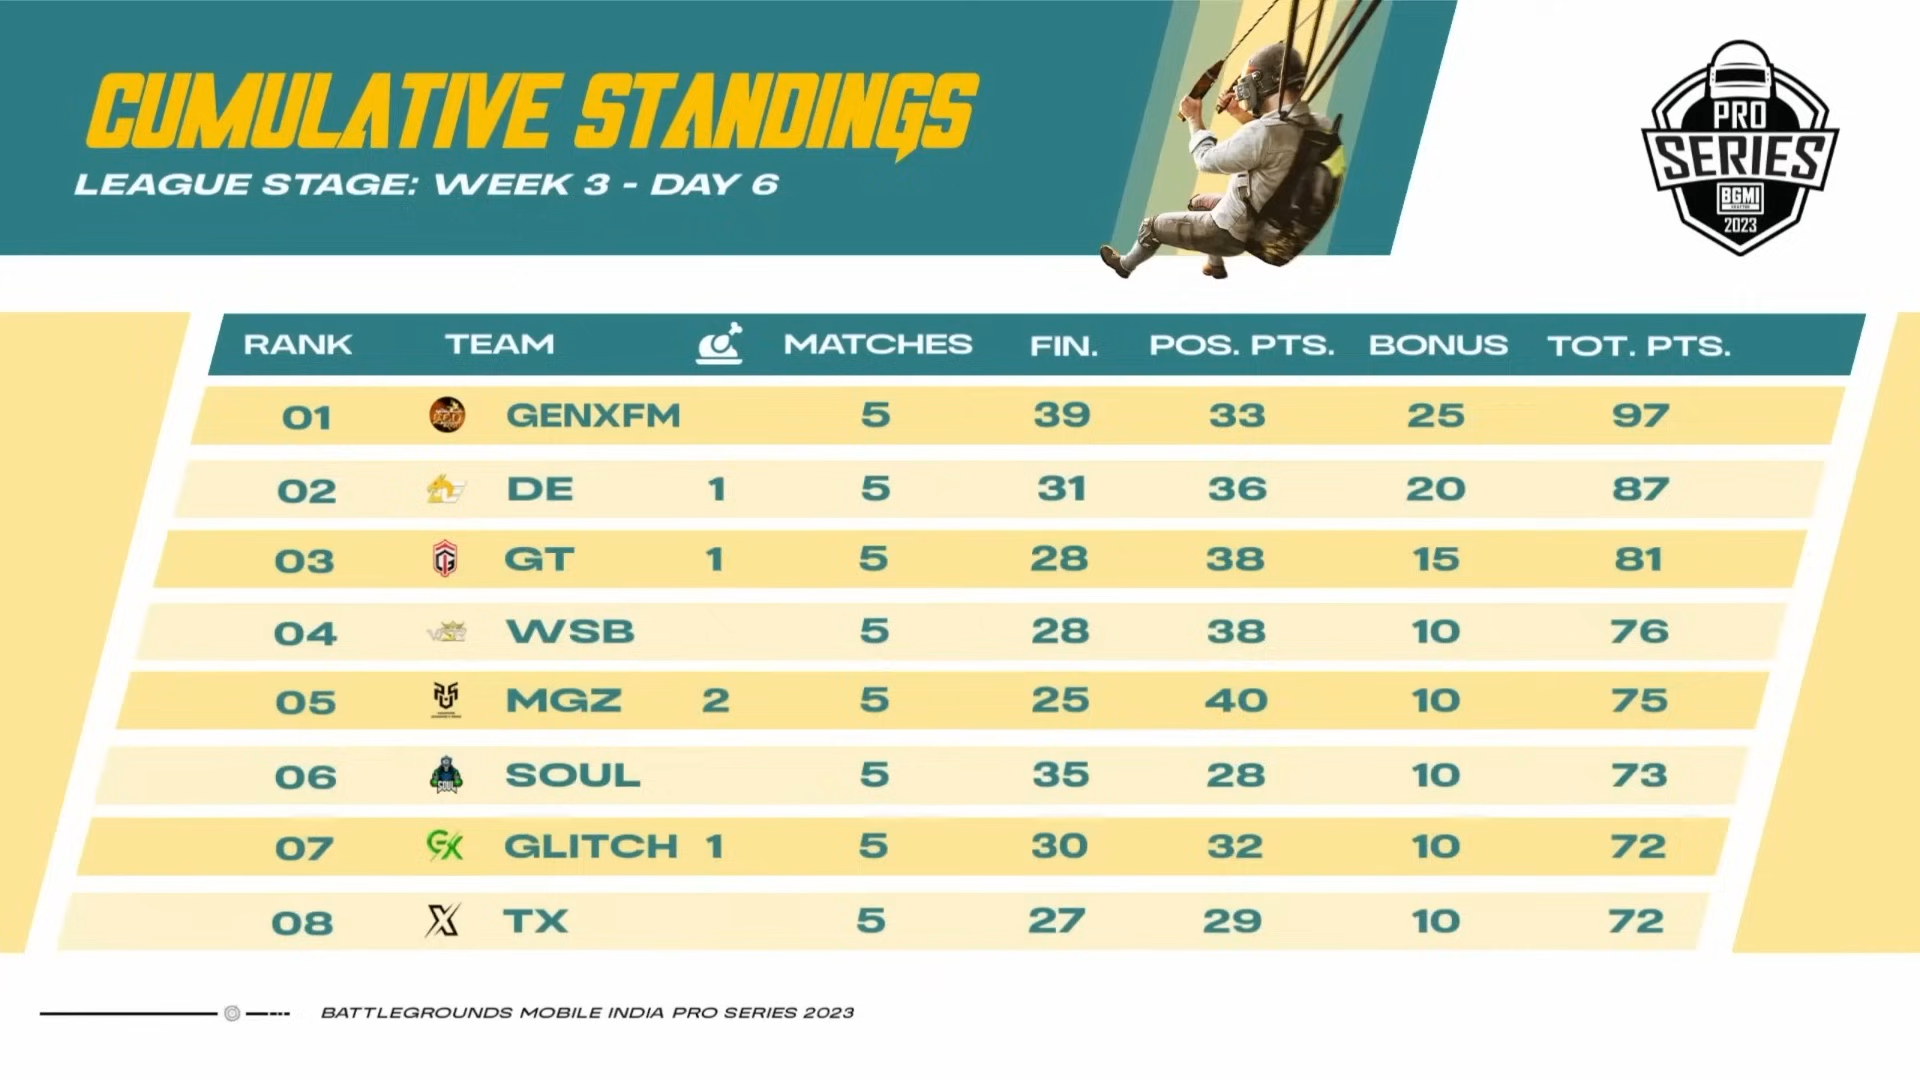 CUMULATIVE STANDINGS
LEAGUE STAGE: WEEK 3 - DAY 6
PRO
SERIES
BGMI
2023
RANK TEAM MATCHES FIN. POS. PTS. BONUS TOT. PTS.
01 GENXFM 5 39 33 25 97
02 DE 1 5 31 36 20 87
03 GT 1 5 28 38 15 81
04 WSB 5 28 38 10 76
05 MGZ 2 5 25 40 10 75
06 SOUL 5 35 28 10 73
07 GLITCH 1 5 30 32 10 72
08 TX 5 27 29 10 72
BATTLEGROUNDS MOBILE INDIA PRO SERIES 2023